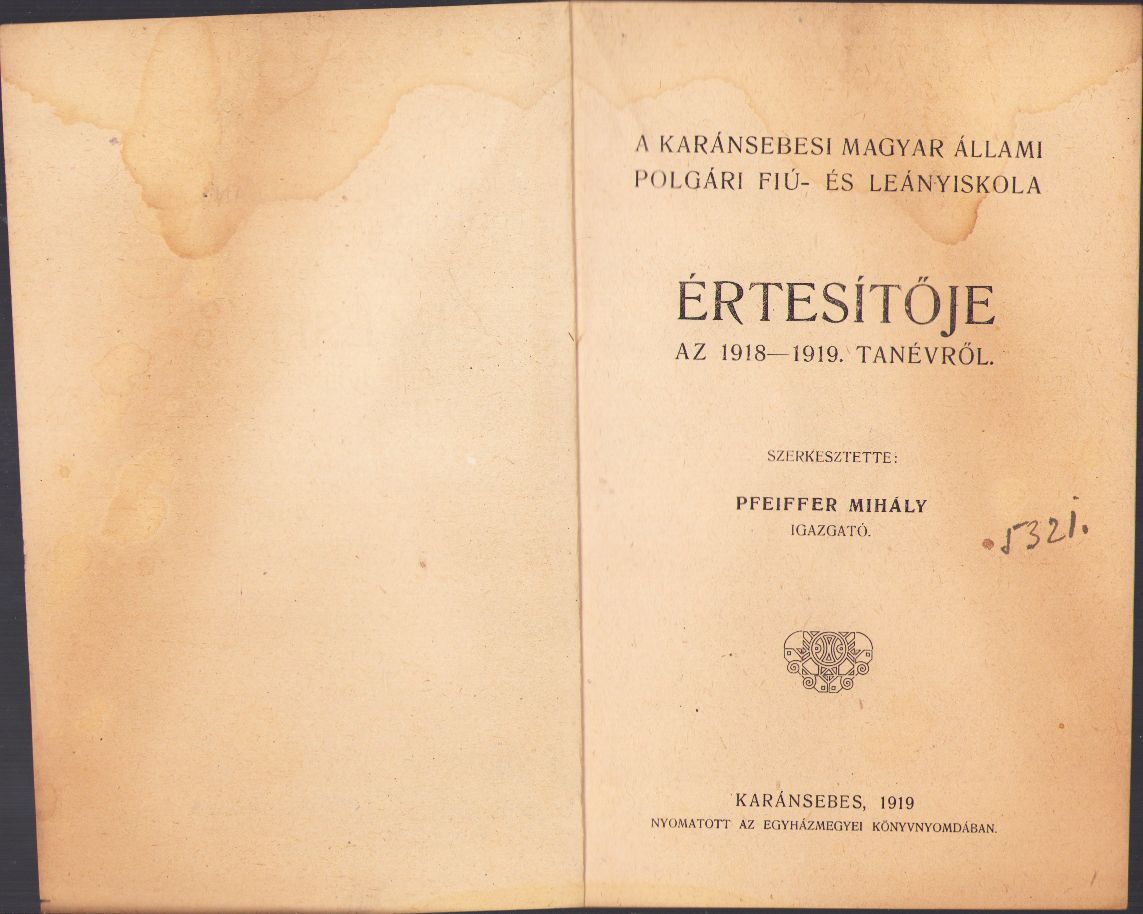 A KARÁNSEBESI MAGYAR ÁLLAMI
POLGÁRI FIÚ- ÉS LEÁNYISKOLA
ÉRTESÍTŐJE
AZ 1918—1919. TANÉVRŐL.
SZERKESZTETTE:
PFEIFFER MIHÁLY
IGAZGATÓ.
5321.
KARÁNSEBES, 1919
NYOMATOTT AZ EGYHÁZMEGYEI KÖNYVNYOMDÁBAN.